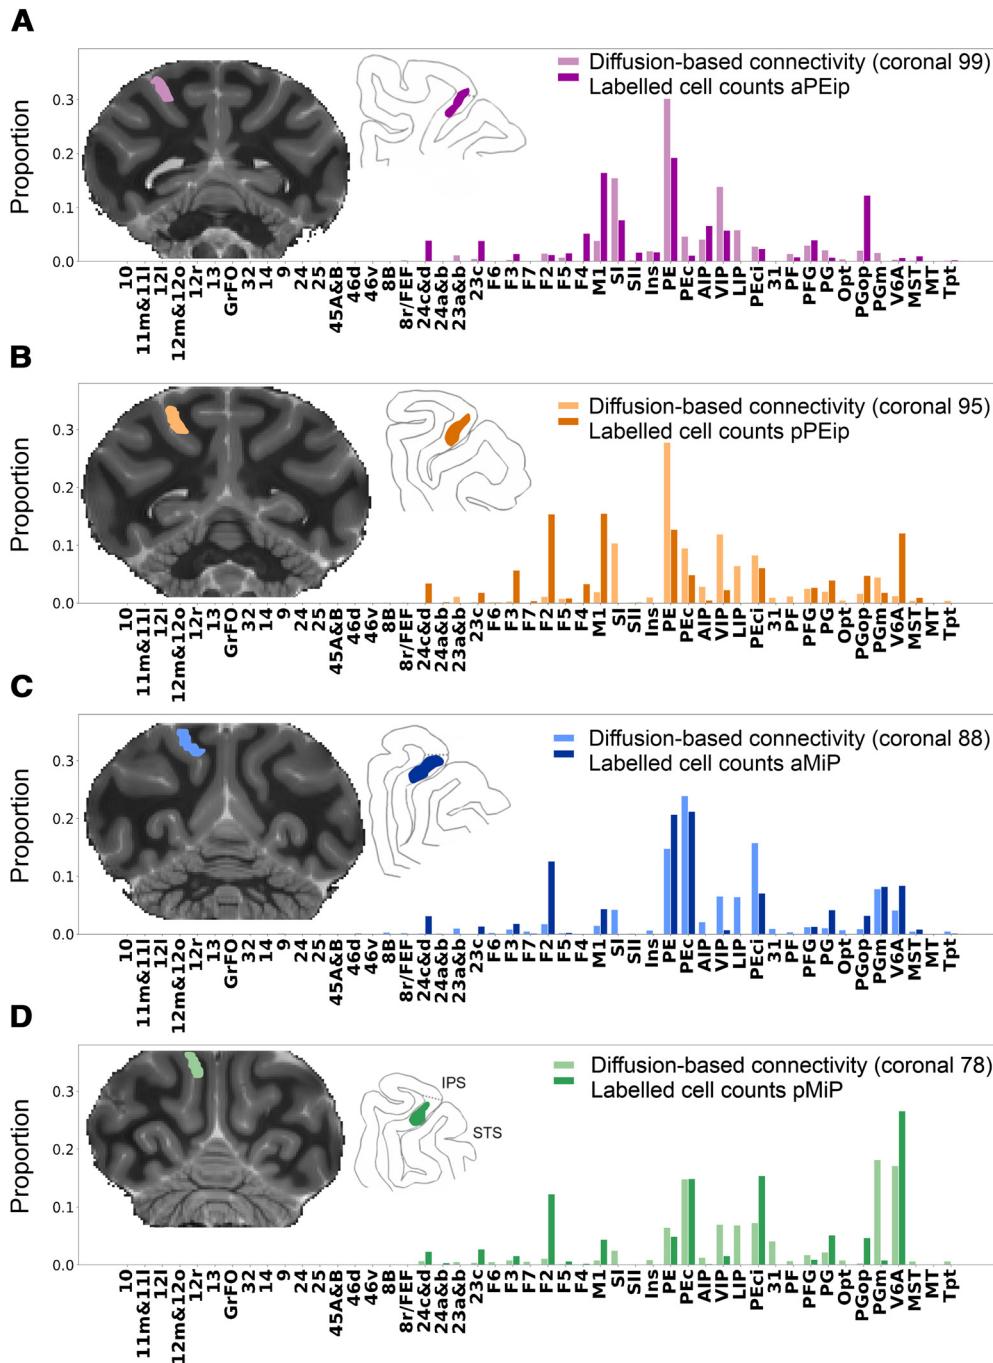 A
Diffusion-based connectivity (coronal 99)
Labelled cell counts aPEip
Proportion
0.3
0.2
0.1
0.0
10
11m&11l
12l
12m&12o
12r
13
GrFO
32
14
9
24
25
45A&B
46d
46v
8B
8r/FEF
24c&d
24a&b
23a&b
23c
F6
F3
F7
F2
F5
F4
M1
SI
SII
Ins
PE
PEc
AIP
VIP
LIP
PEci
31
PF
PFG
PG
Opt
PGop
PGm
V6A
MST
MT
Tpt
B
Diffusion-based connectivity (coronal 95)
Labelled cell counts pPEip
Proportion
0.3
0.2
0.1
0.0
10
11m&11l
12l
12m&12o
12r
13
GrFO
32
14
9
24
25
45A&B
46d
46v
8B
8r/FEF
24c&d
24a&b
23a&b
23c
F6
F3
F7
F2
F5
F4
M1
SI
SII
Ins
PE
PEc
AIP
VIP
LIP
PEci
31
PF
PFG
PG
Opt
PGop
PGm
V6A
MST
MT
Tpt
C
Diffusion-based connectivity (coronal 88)
Labelled cell counts aMiP
Proportion
0.3
0.2
0.1
0.0
10
11m&11l
12l
12m&12o
12r
13
GrFO
32
14
9
24
25
45A&B
46d
46v
8B
8r/FEF
24c&d
24a&b
23a&b
23c
F6
F3
F7
F2
F5
F4
M1
SI
SII
Ins
PE
PEc
AIP
VIP
LIP
PEci
31
PF
PFG
PG
Opt
PGop
PGm
V6A
MST
MT
Tpt
D
Diffusion-based connectivity (coronal 78)
Labelled cell counts pMiP
IPS
STS
Proportion
0.3
0.2
0.1
0.0
10
11m&11l
12l
12m&12o
12r
13
GrFO
32
14
9
24
25
45A&B
46d
46v
8B
8r/FEF
24c&d
24a&b
23a&b
23c
F6
F3
F7
F2
F5
F4
M1
SI
SII
Ins
PE
PEc
AIP
VIP
LIP
PEci
31
PF
PFG
PG
Opt
PGop
PGm
V6A
MST
MT
Tpt